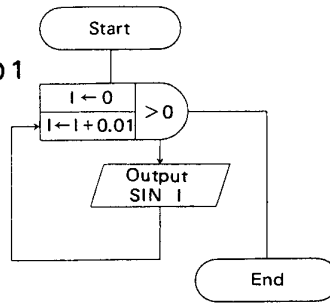 Start
01
I ← 0
I ← I + 0.01
>0
Output
SIN I
End